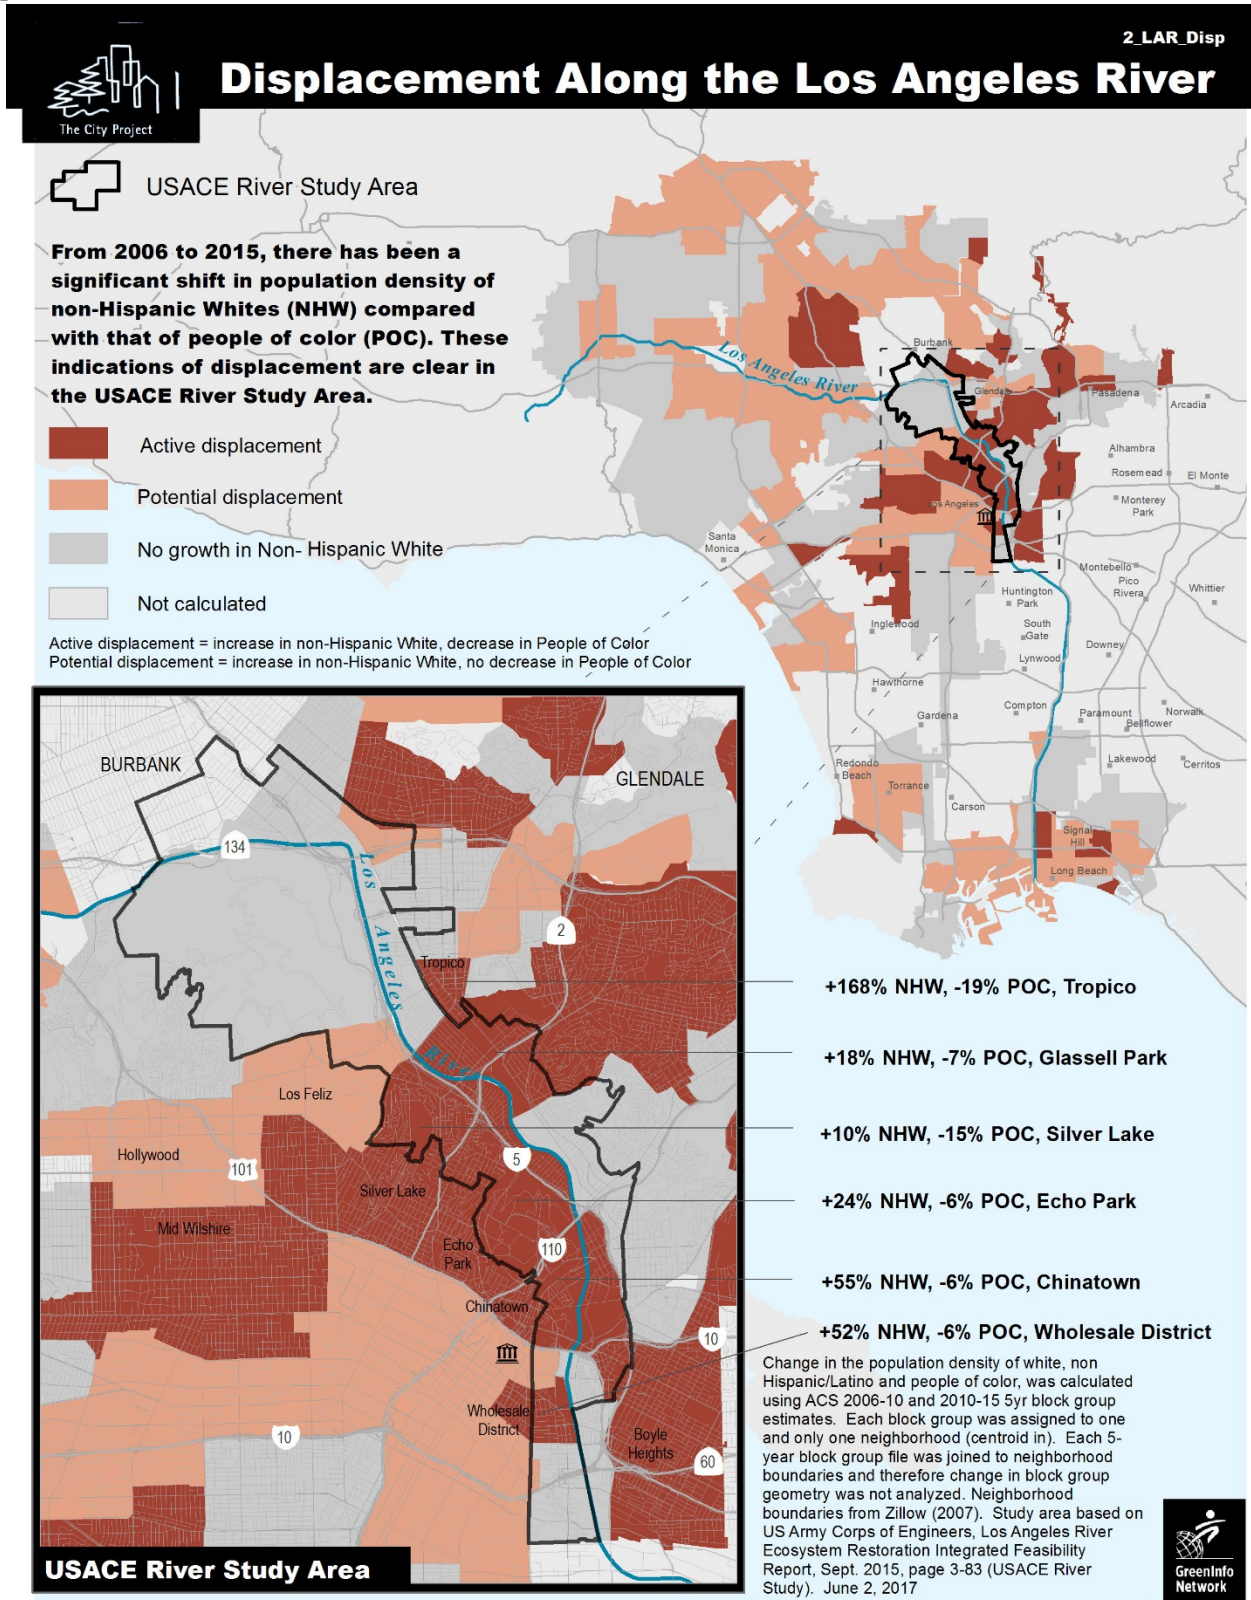 2_LAR_Disp
Displacement Along the Los Angeles River
The City Project
USACE River Study Area
From 2006 to 2015, there has been a
significant shift in population density of
non-Hispanic Whites (NHW) compared
with that of people of color (POC). These
indications of displacement are clear in
the USACE River Study Area.
Active displacement
Potential displacement
No growth in Non- Hispanic White
Not calculated
Active displacement = increase in non-Hispanic White, decrease in People of Color
Potential displacement = increase in non-Hispanic White, no decrease in People of Color
Los Angeles River
Burbank
Glendale
Pasadena
Arcadia
Alhambra
Rosemead
El Monte
Monterey
Park
Los Angeles
Santa
Monica
Montebello
Pico
Rivera
Whittier
Huntington
Park
Inglewood
South
Gate
Downey
Lynwood
Hawthorne
Compton
Gardena
Paramount
Norwalk
Bellflower
Redondo
Beach
Torrance
Lakewood
Cerritos
Carson
Signal
Hill
Long Beach
BURBANK
GLENDALE
134
Los Angeles River
2
Tropico
Los Feliz
Hollywood
101
5
Silver Lake
Mid Wilshire
Echo
Park
110
Chinatown
10
Wholesale
District
10
Boyle
Heights
60
USACE River Study Area
+168% NHW, -19% POC, Tropico
+18% NHW, -7% POC, Glassell Park
+10% NHW, -15% POC, Silver Lake
+24% NHW, -6% POC, Echo Park
+55% NHW, -6% POC, Chinatown
+52% NHW, -6% POC, Wholesale District
Change in the population density of white, non
Hispanic/Latino and people of color, was calculated
using ACS 2006-10 and 2010-15 5yr block group
estimates. Each block group was assigned to one
and only one neighborhood (centroid in). Each 5-
year block group file was joined to neighborhood
boundaries and therefore change in block group
geometry was not analyzed. Neighborhood
boundaries from Zillow (2007). Study area based on
US Army Corps of Engineers, Los Angeles River
Ecosystem Restoration Integrated Feasibility
Report, Sept. 2015, page 3-83 (USACE River
Study). June 2, 2017
GreenInfo
Network